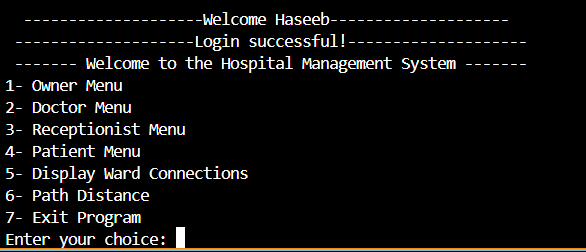 --------------------Welcome Haseeb--------------------
--------------------Login successful!--------------------
------- Welcome to the Hospital Management System -------
1- Owner Menu
2- Doctor Menu
3- Receptionist Menu
4- Patient Menu
5- Display Ward Connections
6- Path Distance
7- Exit Program
Enter your choice: